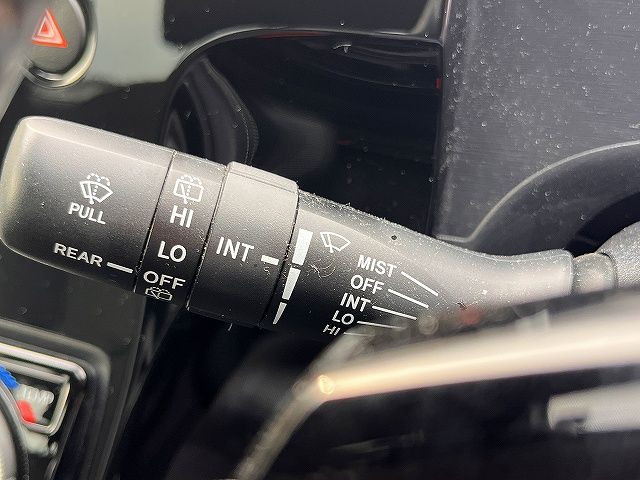 PULL
REAR
HI
LO
OFF
INT
MIST
OFF
INT
LO
HI